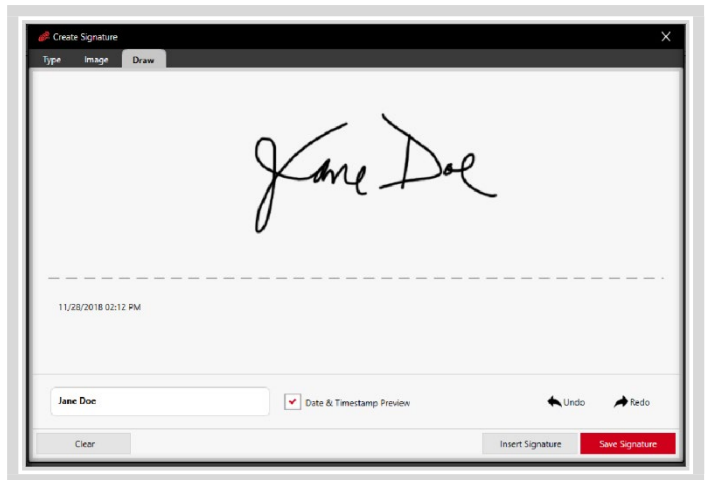 Create Signature
Type Image Draw
Jane Doe
11/28/2018 02:12 PM
Jane Doe Date & Timestamp Preview Undo Redo
Clear Insert Signature Save Signature